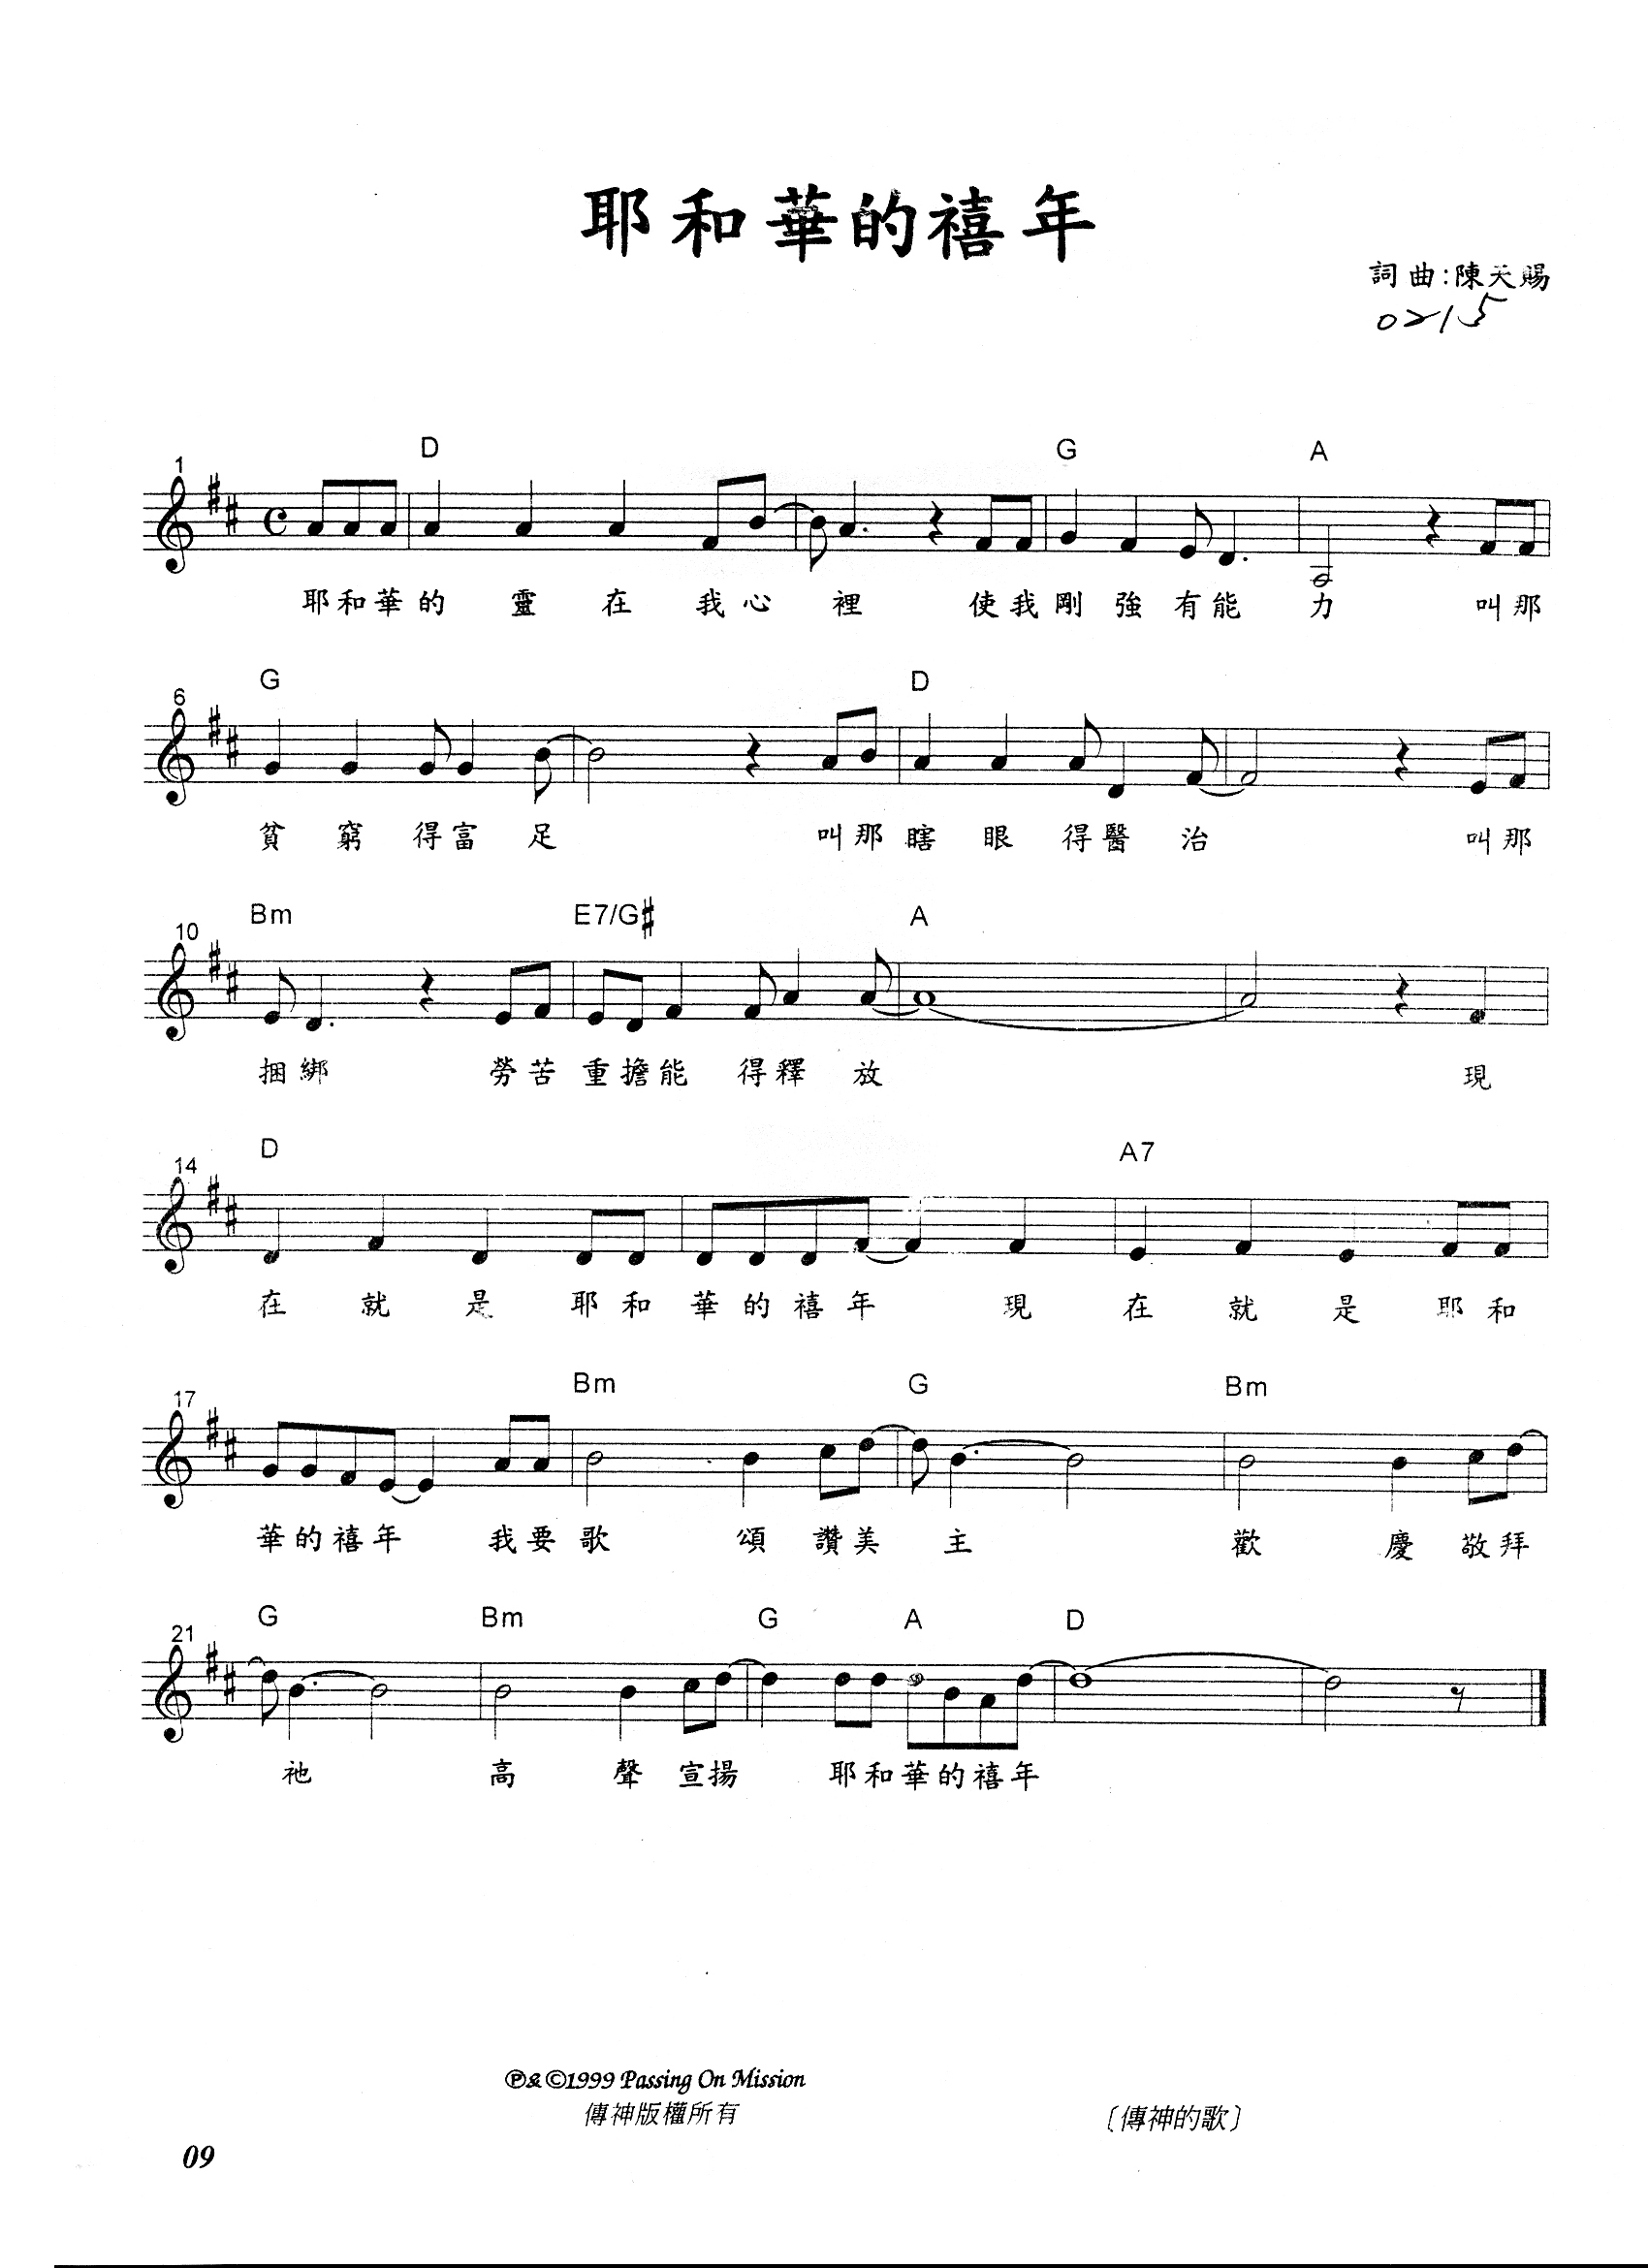 耶和華的禧年
詞曲:陳天賜
0215
D G A
1
耶和華的 靈 在 我心 裡 使我剛 強 有能 力 叫那
G D
6
貧 窮 得富 足 叫那 瞎 眼 得醫 治 叫那
Bm E7/G# A
10
捆綁 勞苦 重擔能 得釋 放 現
D A7
14
在 就 是 耶和 華的禧年 現 在 就 是 耶和
Bm G Bm
17
華的禧年 我要歌 頌 讚美 主 歡 慶 敬拜
G Bm G A D
21
祂 高 聲 宣揚 耶和華的禧年
℗&©1999 Passing On Mission
傳神版權所有
〔傳神的歌〕
09